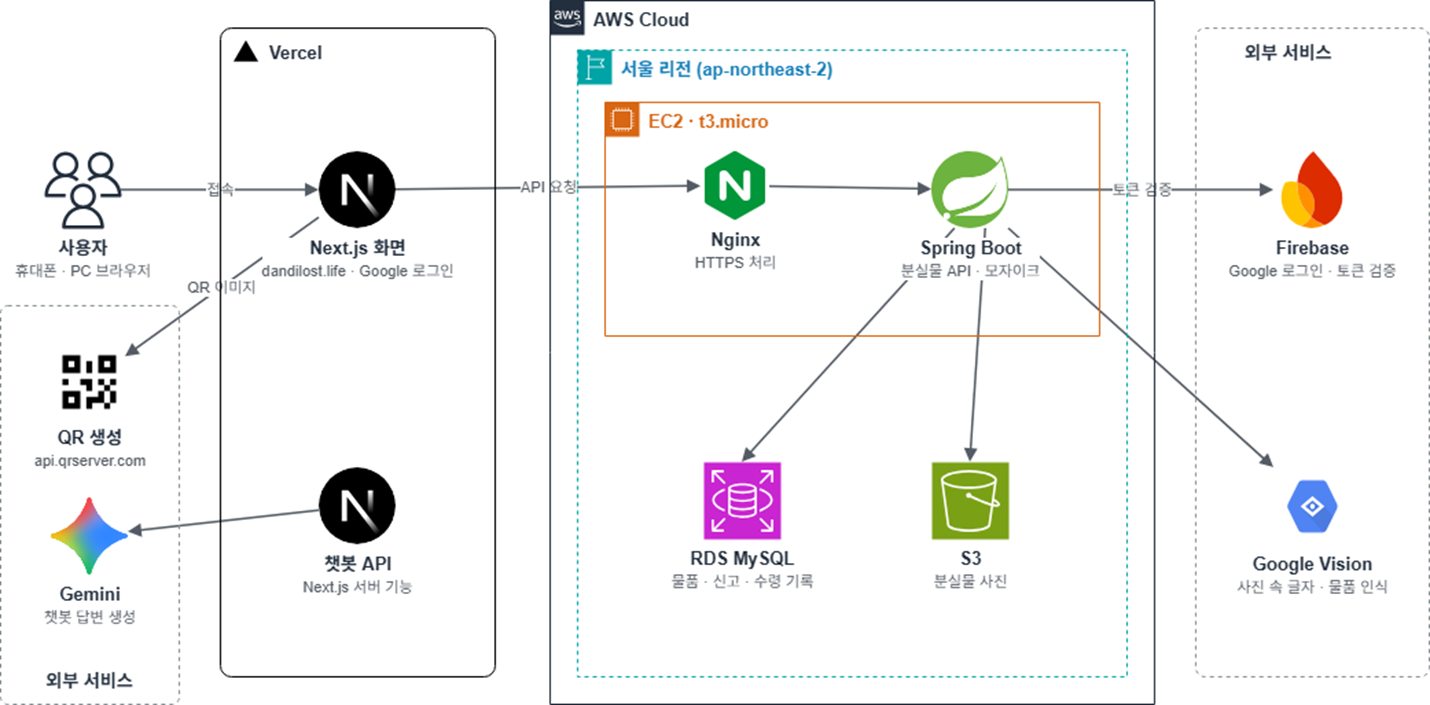 Vercel
aws
AWS Cloud
서울 리전 (ap-northeast-2)
EC2 · t3.micro
외부 서비스
접속
API 요청
토큰 검증
사용자
휴대폰 · PC 브라우저
Next.js 화면
dandilost.life · Google 로그인
Nginx
HTTPS 처리
Spring Boot
분실물 API · 모자이크
Firebase
Google 로그인 · 토큰 검증
QR 이미지
QR 생성
api.qrserver.com
Gemini
챗봇 답변 생성
외부 서비스
챗봇 API
Next.js 서버 기능
RDS MySQL
물품 · 신고 · 수령 기록
S3
분실물 사진
Google Vision
사진 속 글자 · 물품 인식